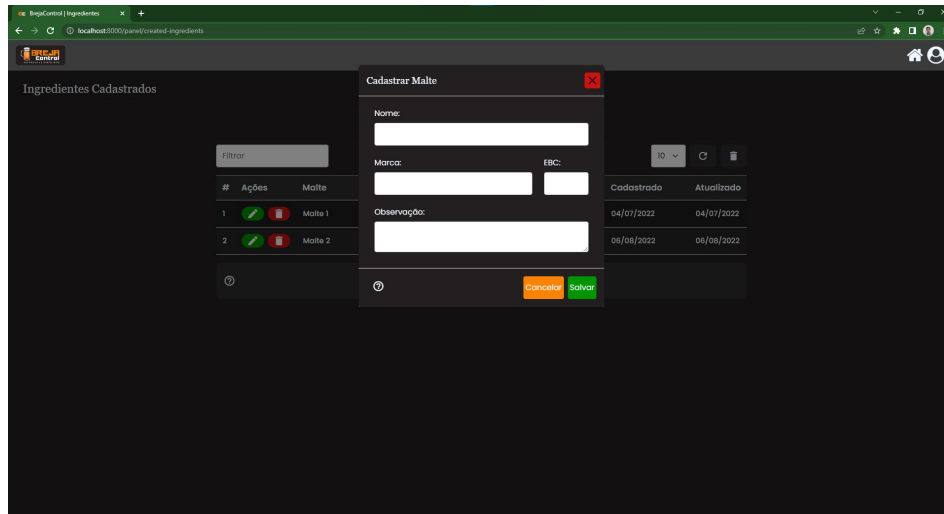 BrejaControl | Ingredientes
localhost:8000/panel/created-ingredients
BREJA
Control
Ingredientes Cadastrados
Cadastrar Malte
Nome:
Marca: EBC:
Observação:
Cancelar Salvar
Filtrar 10
# Ações Malte Cadastrado Atualizado
1 Malte 1 04/07/2022 04/07/2022
2 Malte 2 06/08/2022 06/08/2022